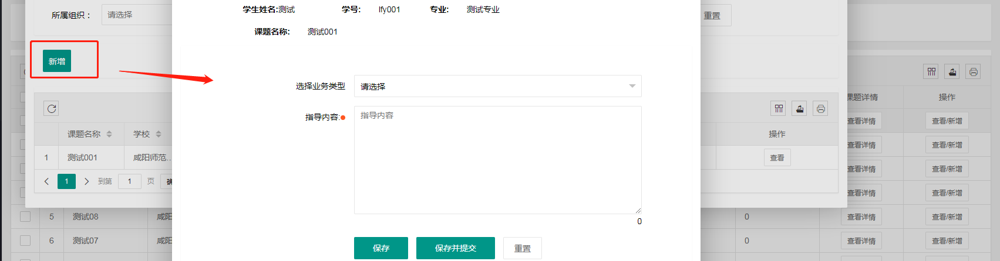 学生姓名:测试 学号: lfy001 专业: 测试专业
所属组织： 请选择 重置
课题名称: 测试001
新增
选择业务类型 请选择
课题详情 操作
指导内容: 指导内容
查看详情 查看/新增
课题名称 学校 操作
查看详情 查看/新增
1 测试001 咸阳师范... 查看
查看详情 查看/新增
1 到第 1 页
查看详情 查看/新增
5 测试08 咸阳 0 查看详情 查看/新增
0
6 测试07 咸阳 0 查看详情 查看/新增
保存 保存并提交 重置